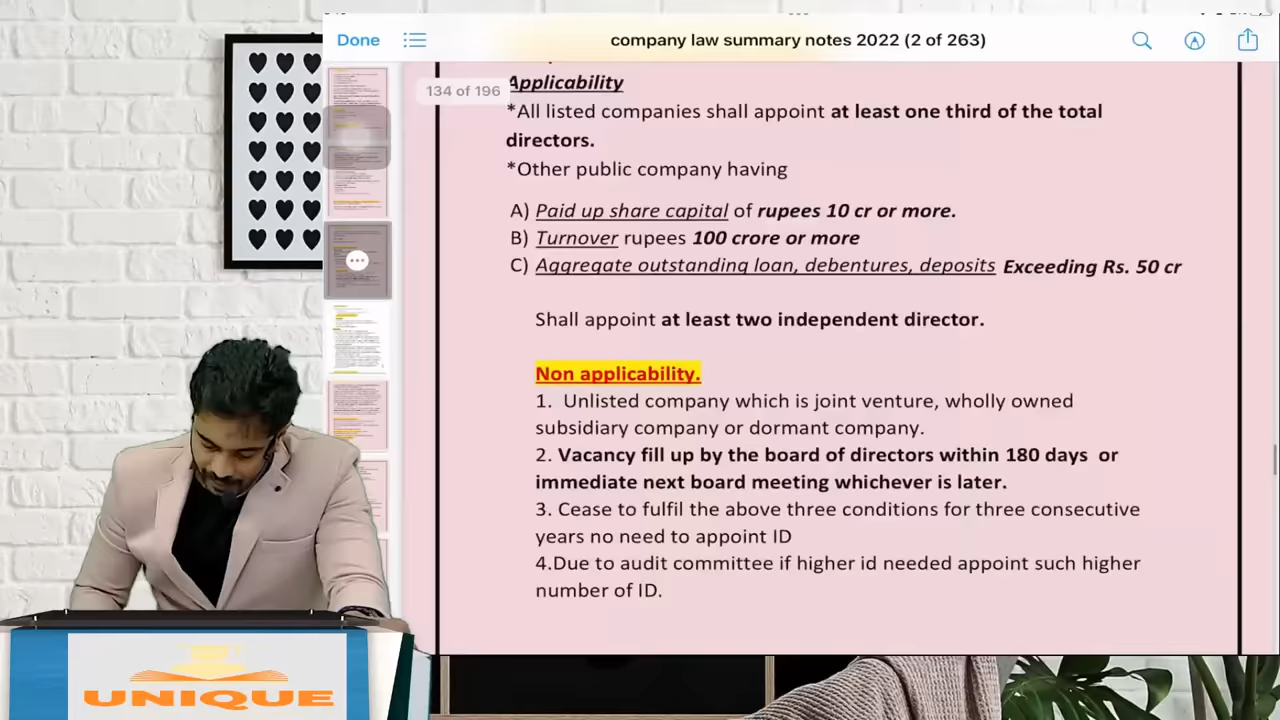 Done
company law summary notes 2022 (2 of 263)
134 of 196
Applicability
*All listed companies shall appoint at least one third of the total
directors.
*Other public company having
A) Paid up share capital of rupees 10 cr or more.
B) Turnover rupees 100 crore or more
C) Aggregate outstanding loan, debentures, deposits Exceeding Rs. 50 cr
Shall appoint at least two independent director.
Non applicability.
1. Unlisted company which is joint venture, wholly owned
subsidiary company or dormant company.
2. Vacancy fill up by the board of directors within 180 days or
immediate next board meeting whichever is later.
3. Cease to fulfil the above three conditions for three consecutive
years no need to appoint ID
4.Due to audit committee if higher id needed appoint such higher
number of ID.
UNIQUE